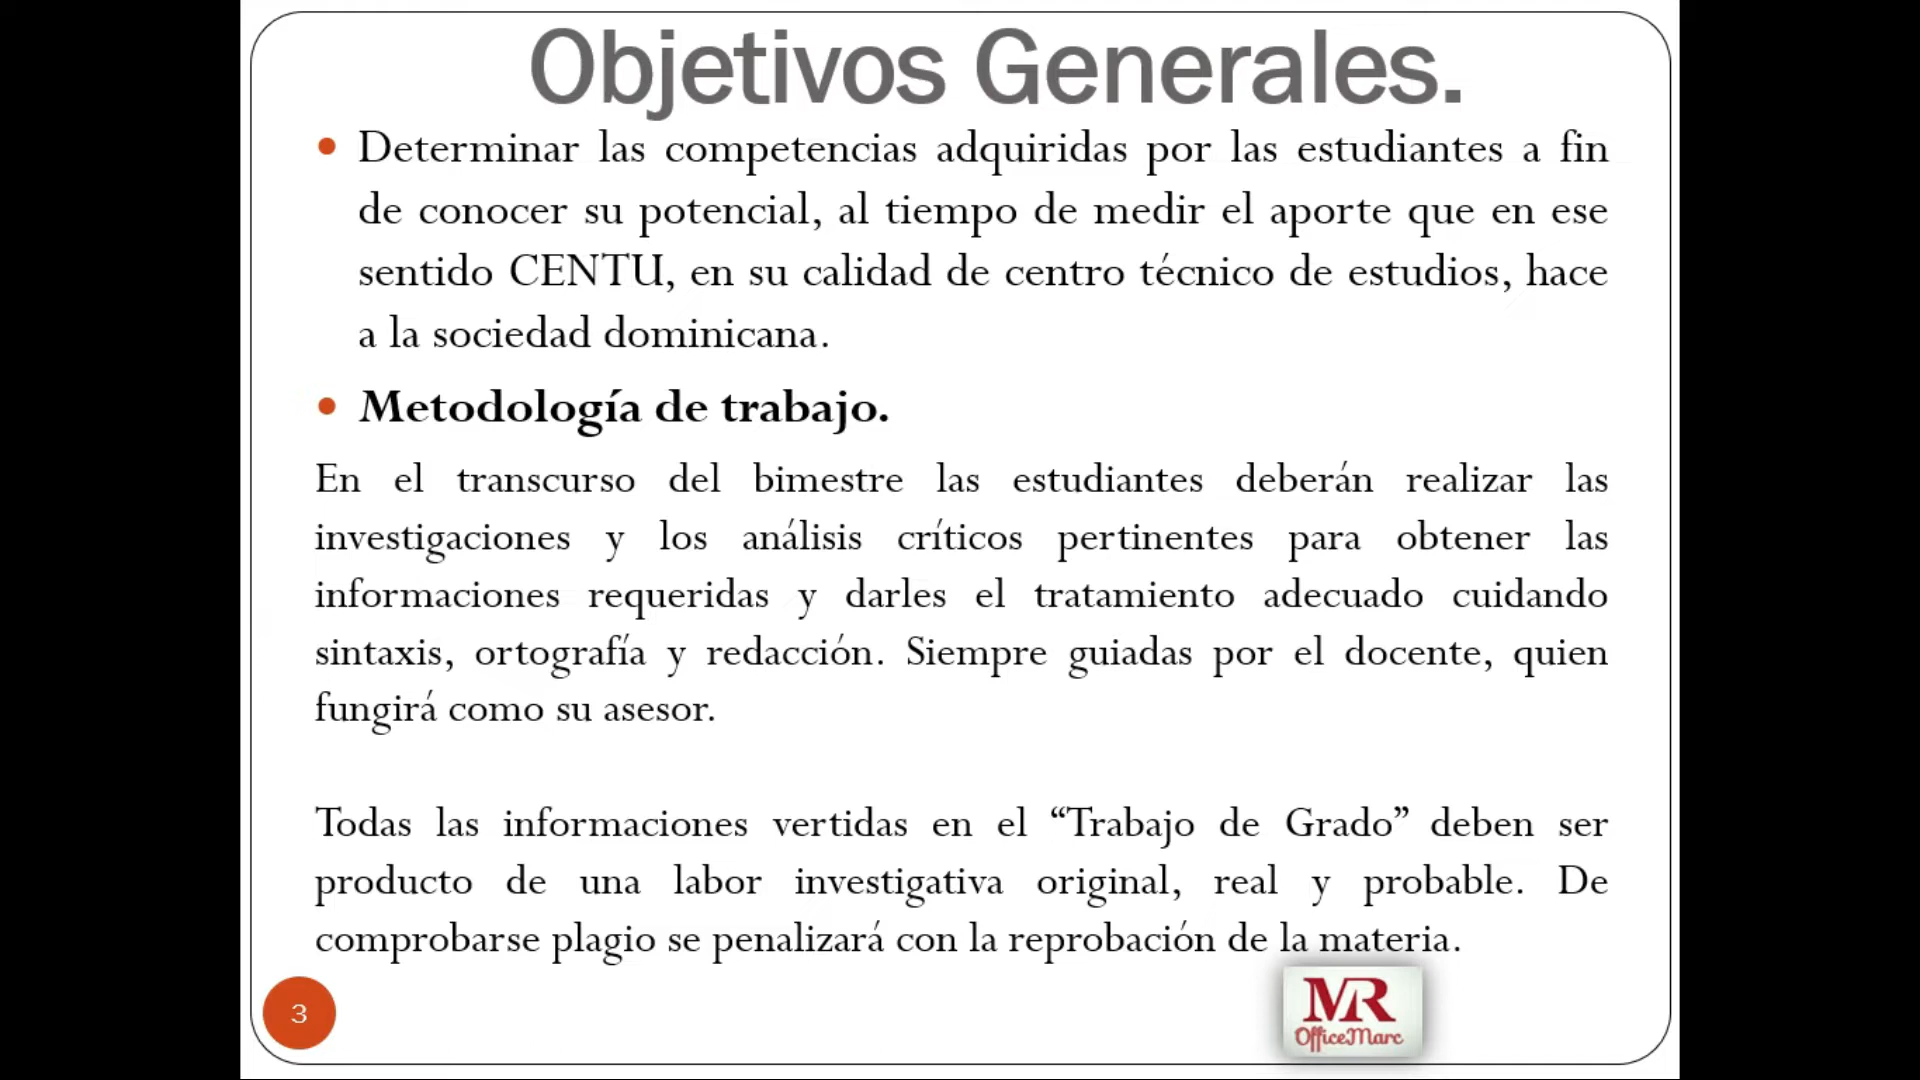 Objetivos Generales.
• Determinar las competencias adquiridas por las estudiantes a fin
de conocer su potencial, al tiempo de medir el aporte que en ese
sentido CENTU, en su calidad de centro técnico de estudios, hace
a la sociedad dominicana.
• Metodología de trabajo.
En el transcurso del bimestre las estudiantes deberán realizar las
investigaciones y los análisis críticos pertinentes para obtener las
informaciones requeridas y darles el tratamiento adecuado cuidando
sintaxis, ortografía y redacción. Siempre guiadas por el docente, quien
fungirá como su asesor.
Todas las informaciones vertidas en el “Trabajo de Grado” deben ser
producto de una labor investigativa original, real y probable. De
comprobarse plagio se penalizará con la reprobación de la materia.
3
MR
OfficeMarc